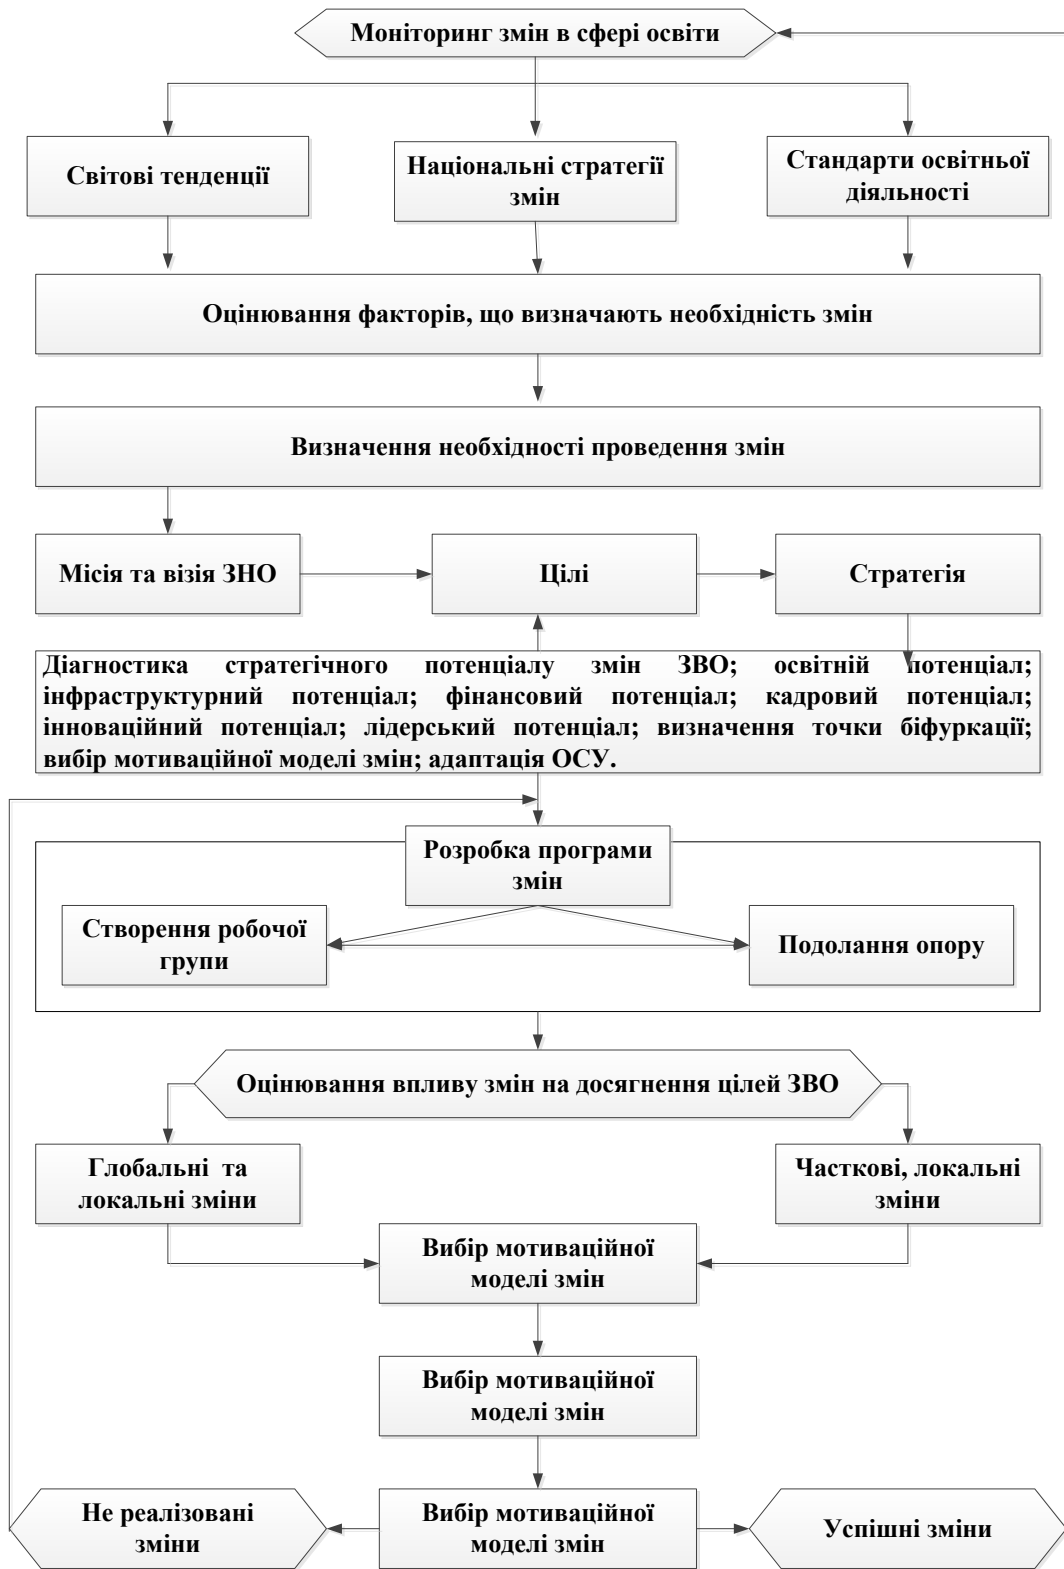 Моніторинг змін в сфері освіти
Світові тенденції
Національні стратегії
змін
Стандарти освітньої
діяльності
Оцінювання факторів, що визначають необхідність змін
Визначення необхідності проведення змін
Місія та візія ЗНО
Цілі
Стратегія
Діагностика стратегічного потенціалу змін ЗВО; освітній потенціал;
інфраструктурний потенціал; фінансовий потенціал; кадровий потенціал;
інноваційний потенціал; лідерський потенціал; визначення точки біфуркації;
вибір мотиваційної моделі змін; адаптація ОСУ.
Розробка програми
змін
Створення робочої
групи
Подолання опору
Оцінювання впливу змін на досягнення цілей ЗВО
Глобальні та
локальні зміни
Часткові, локальні
зміни
Вибір мотиваційної
моделі змін
Вибір мотиваційної
моделі змін
Не реалізовані
зміни
Вибір мотиваційної
моделі змін
Успішні зміни